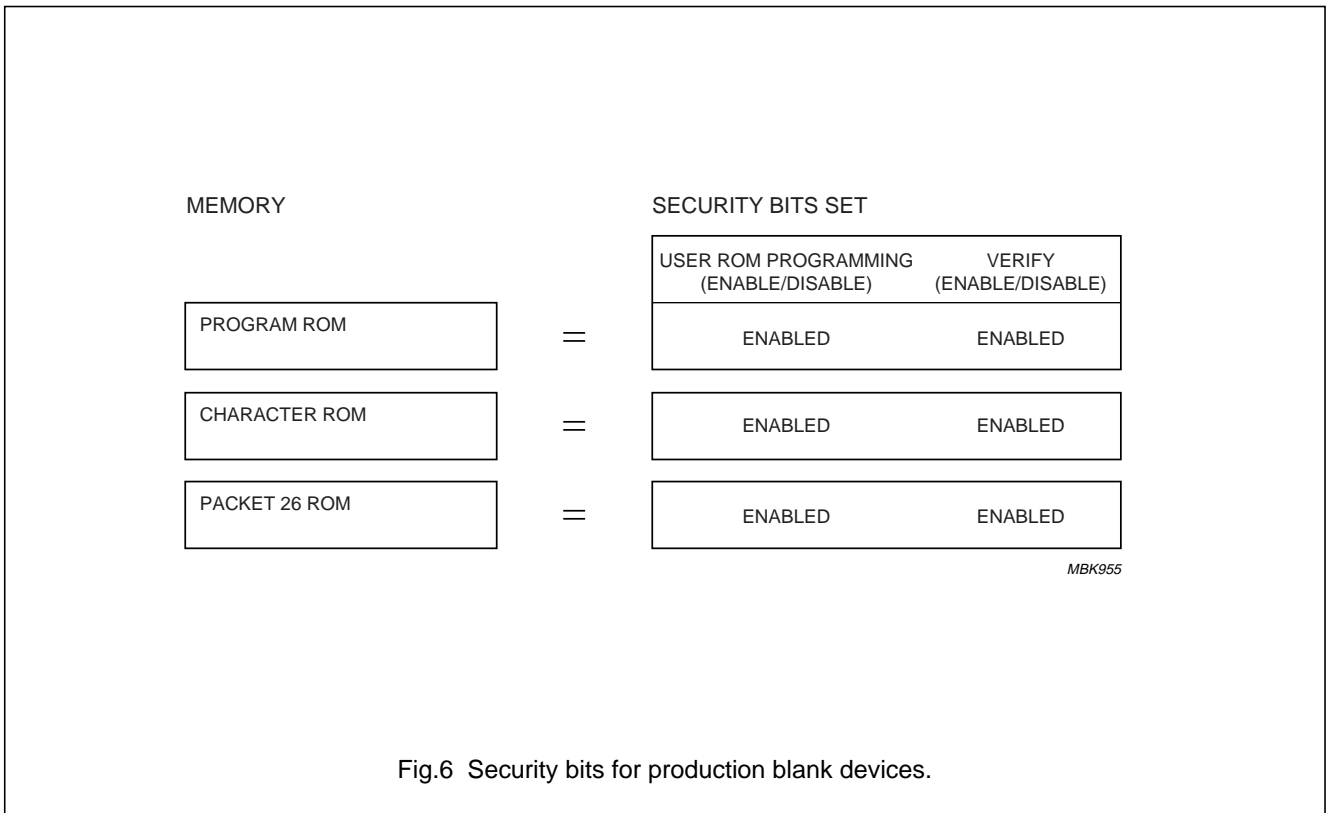 MEMORY SECURITY BITS SET
USER ROM PROGRAMMING VERIFY
(ENABLE/DISABLE) (ENABLE/DISABLE)
PROGRAM ROM = ENABLED ENABLED
CHARACTER ROM = ENABLED ENABLED
PACKET 26 ROM = ENABLED ENABLED
MBK955
Fig.6 Security bits for production blank devices.